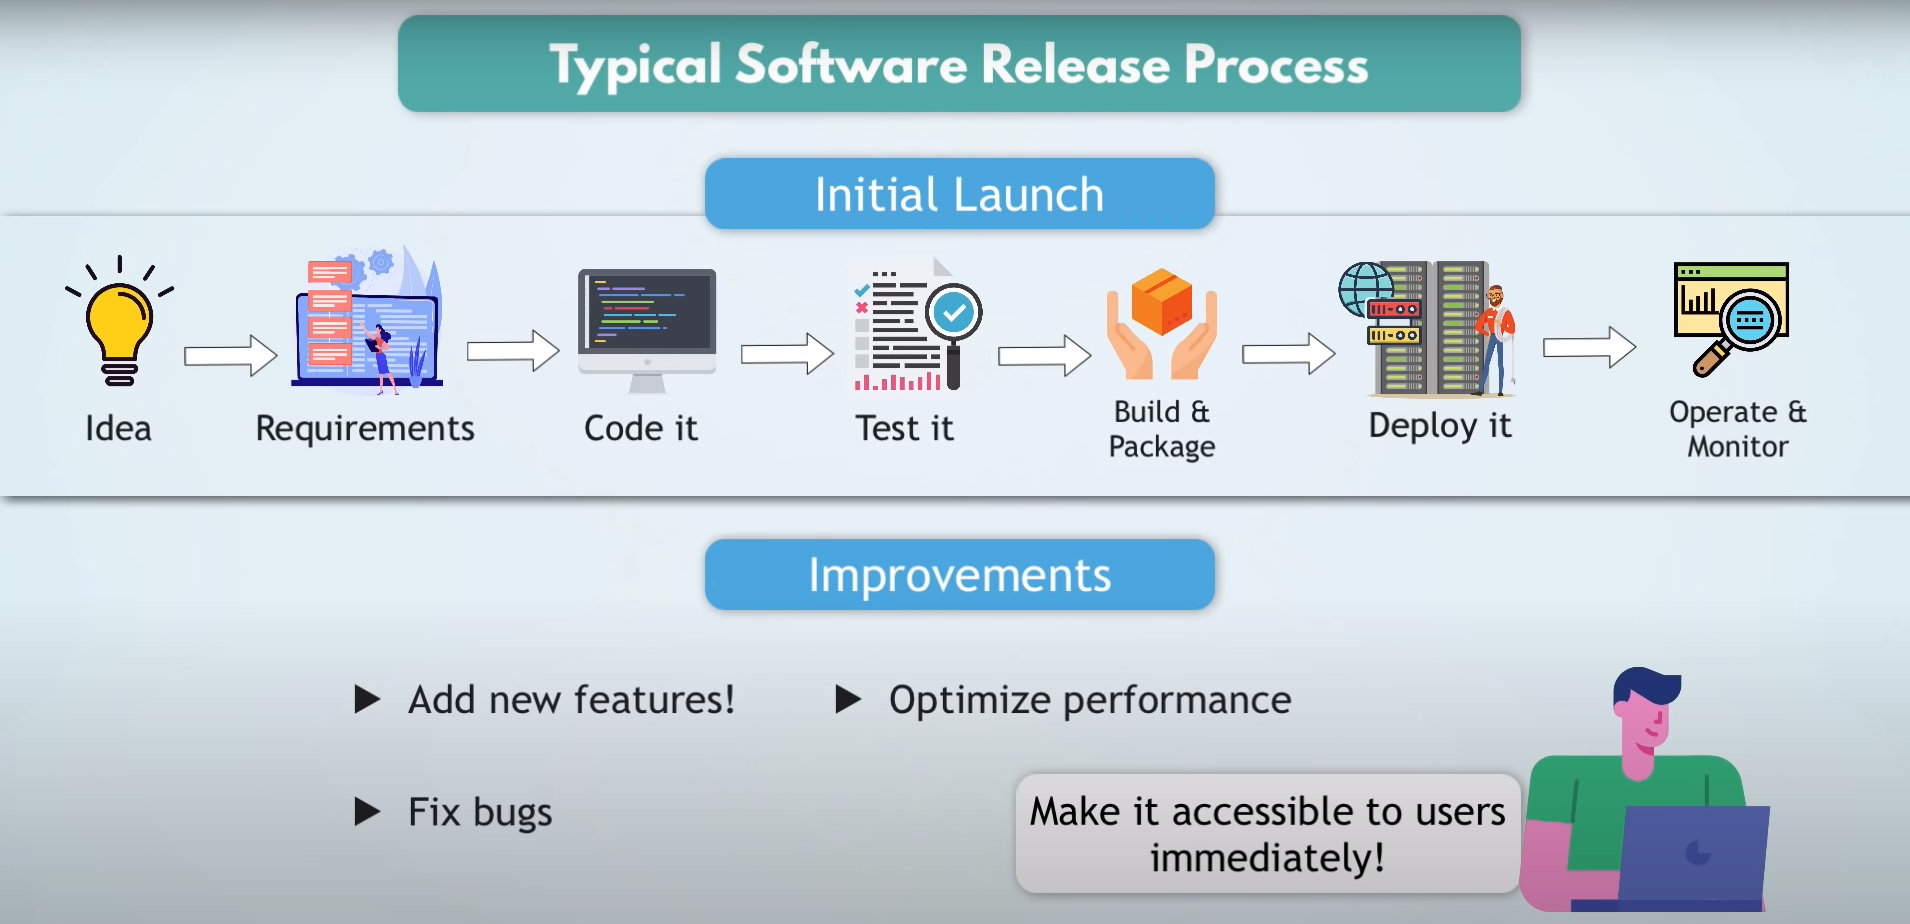 Typical Software Release Process
Initial Launch
Idea
Requirements
Code it
Test it
Build &
Package
Deploy it
Operate &
Monitor
Improvements
Add new features!
Optimize performance
Fix bugs
Make it accessible to users
immediately!